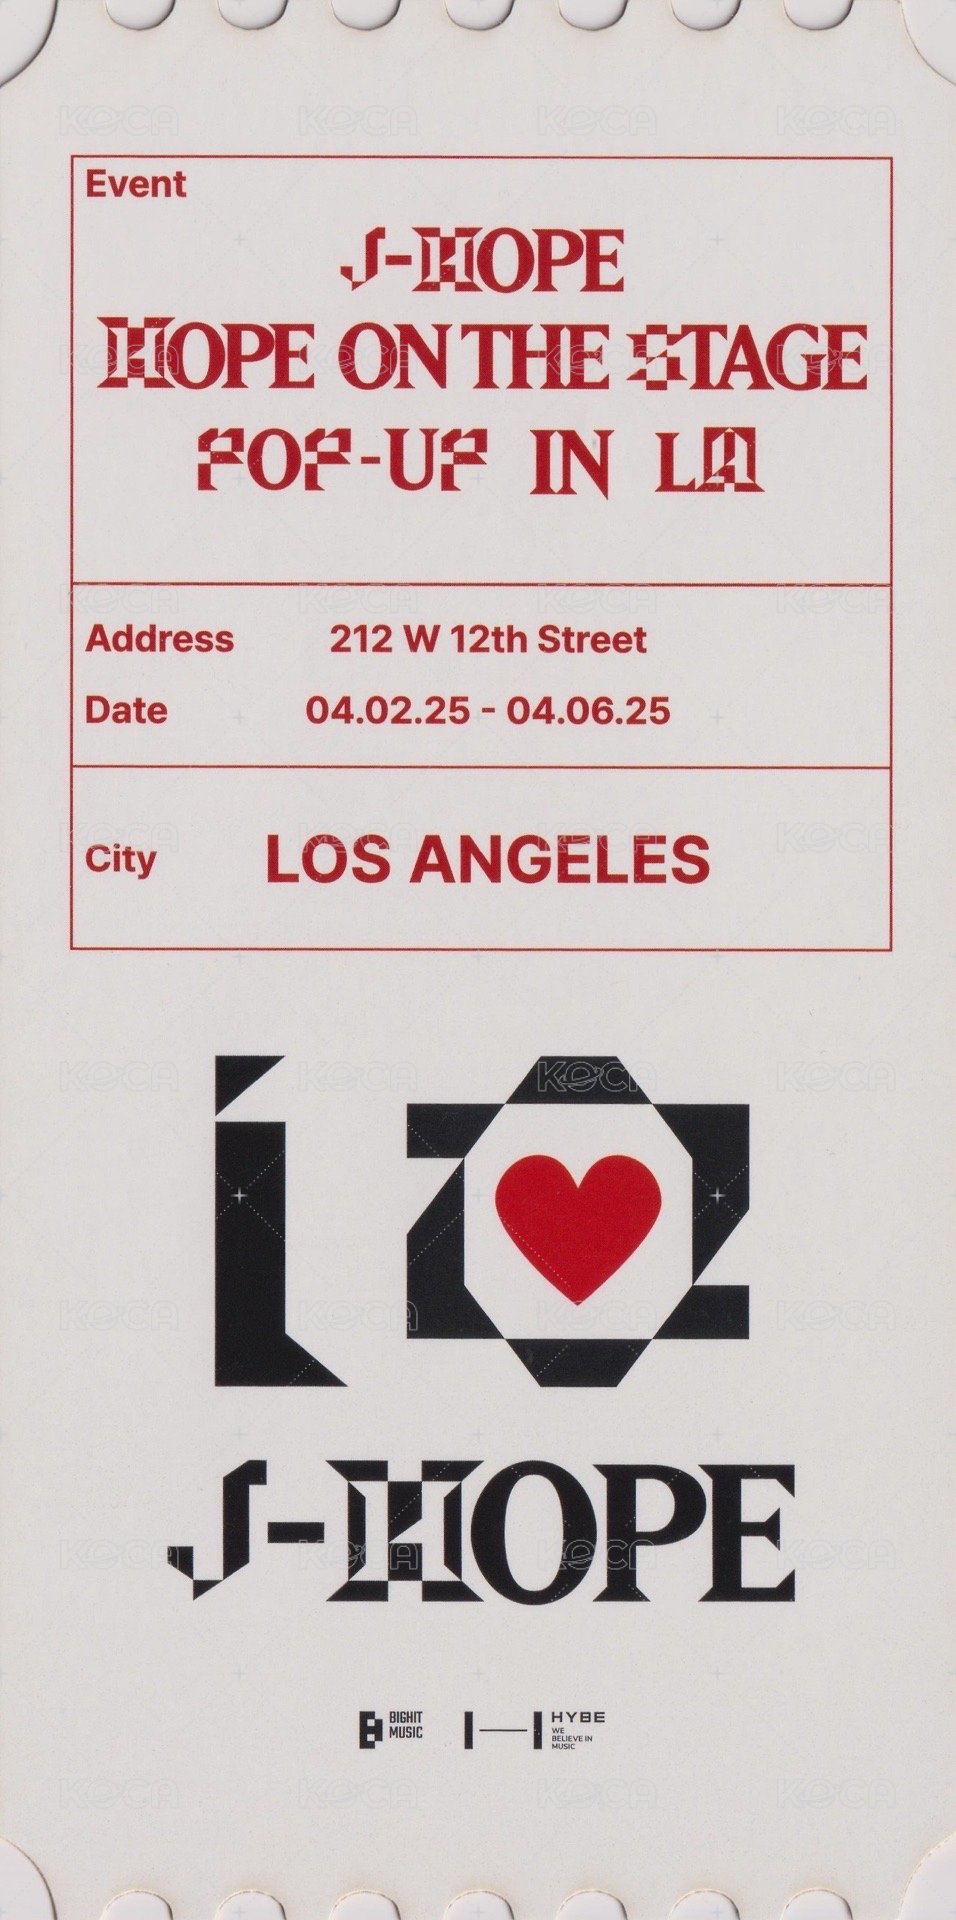 Event
J-HOPE
HOPE ON THE STAGE
POP-UP IN LA
Address 212 W 12th Street
Date 04.02.25 - 04.06.25
City LOS ANGELES
i
J-HOPE
BIGHIT
MUSIC
HYBE
WE
BELIEVE IN
MUSIC
KOCA